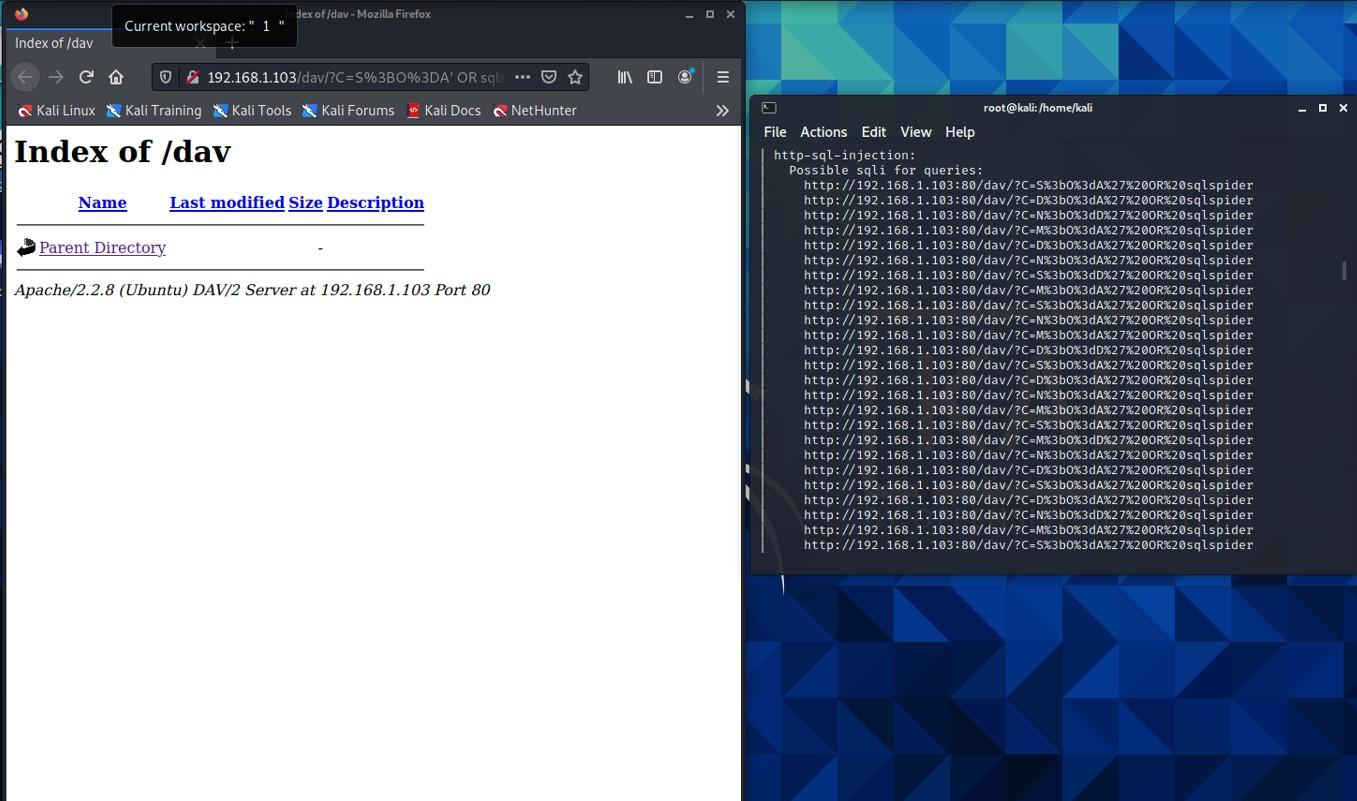 Index of /dav - Mozilla Firefox
Current workspace: " 1 "
Index of /dav
192.168.1.103/dav/?C=S%3BO%3DA' OR sqls
Kali Linux Kali Training Kali Tools Kali Forums Kali Docs NetHunter
Index of /dav
Name Last modified Size Description
Parent Directory -
Apache/2.2.8 (Ubuntu) DAV/2 Server at 192.168.1.103 Port 80
root@kali: /home/kali
File Actions Edit View Help
| http-sql-injection:
|   Possible sqli for queries:
|     http://192.168.1.103:80/dav/?C=S%3bO%3dA%27%20OR%20sqlspider
|     http://192.168.1.103:80/dav/?C=D%3bO%3dA%27%20OR%20sqlspider
|     http://192.168.1.103:80/dav/?C=N%3bO%3dD%27%20OR%20sqlspider
|     http://192.168.1.103:80/dav/?C=M%3bO%3dA%27%20OR%20sqlspider
|     http://192.168.1.103:80/dav/?C=D%3bO%3dA%27%20OR%20sqlspider
|     http://192.168.1.103:80/dav/?C=N%3bO%3dA%27%20OR%20sqlspider
|     http://192.168.1.103:80/dav/?C=S%3bO%3dD%27%20OR%20sqlspider
|     http://192.168.1.103:80/dav/?C=M%3bO%3dA%27%20OR%20sqlspider
|     http://192.168.1.103:80/dav/?C=S%3bO%3dA%27%20OR%20sqlspider
|     http://192.168.1.103:80/dav/?C=N%3bO%3dA%27%20OR%20sqlspider
|     http://192.168.1.103:80/dav/?C=M%3bO%3dA%27%20OR%20sqlspider
|     http://192.168.1.103:80/dav/?C=D%3bO%3dD%27%20OR%20sqlspider
|     http://192.168.1.103:80/dav/?C=S%3bO%3dA%27%20OR%20sqlspider
|     http://192.168.1.103:80/dav/?C=D%3bO%3dA%27%20OR%20sqlspider
|     http://192.168.1.103:80/dav/?C=N%3bO%3dA%27%20OR%20sqlspider
|     http://192.168.1.103:80/dav/?C=M%3bO%3dA%27%20OR%20sqlspider
|     http://192.168.1.103:80/dav/?C=S%3bO%3dA%27%20OR%20sqlspider
|     http://192.168.1.103:80/dav/?C=M%3bO%3dD%27%20OR%20sqlspider
|     http://192.168.1.103:80/dav/?C=N%3bO%3dA%27%20OR%20sqlspider
|     http://192.168.1.103:80/dav/?C=D%3bO%3dA%27%20OR%20sqlspider
|     http://192.168.1.103:80/dav/?C=S%3bO%3dA%27%20OR%20sqlspider
|     http://192.168.1.103:80/dav/?C=D%3bO%3dA%27%20OR%20sqlspider
|     http://192.168.1.103:80/dav/?C=N%3bO%3dD%27%20OR%20sqlspider
|     http://192.168.1.103:80/dav/?C=M%3bO%3dA%27%20OR%20sqlspider
|     http://192.168.1.103:80/dav/?C=S%3bO%3dA%27%20OR%20sqlspider